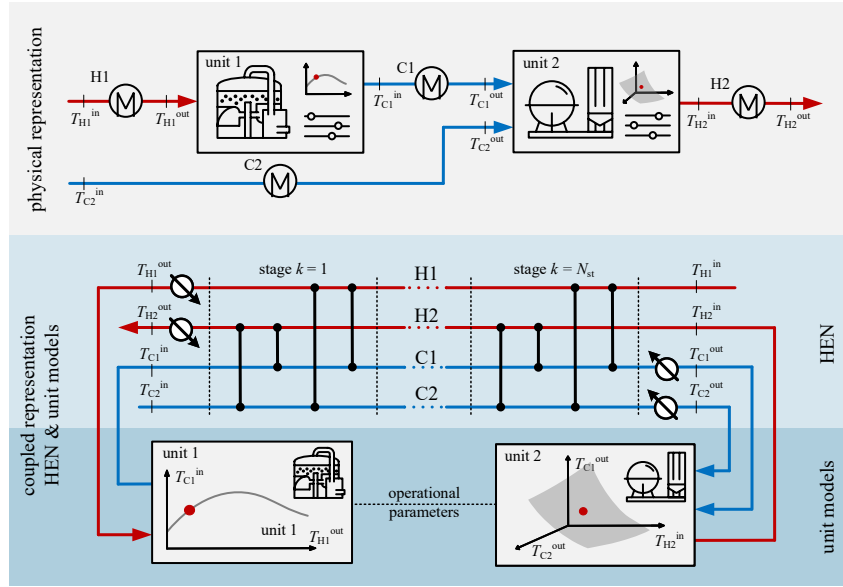 physical representation
H1
T_H1^in
T_H1^out
unit 1
C1
T_C1^in
T_C1^out
unit 2
H2
T_H2^in
T_H2^out
C2
T_C2^in
T_C2^out
coupled representation
HEN & unit models
HEN
unit models
T_H1^out
stage k = 1
H1
stage k = N_st
T_H1^in
T_H2^out
H2
T_H2^in
T_C1^in
C1
T_C1^out
T_C2^in
C2
T_C2^out
unit 1
T_C1^in
unit 1
T_H1^out
operational
parameters
unit 2
T_C1^out
T_C2^out
T_H2^in